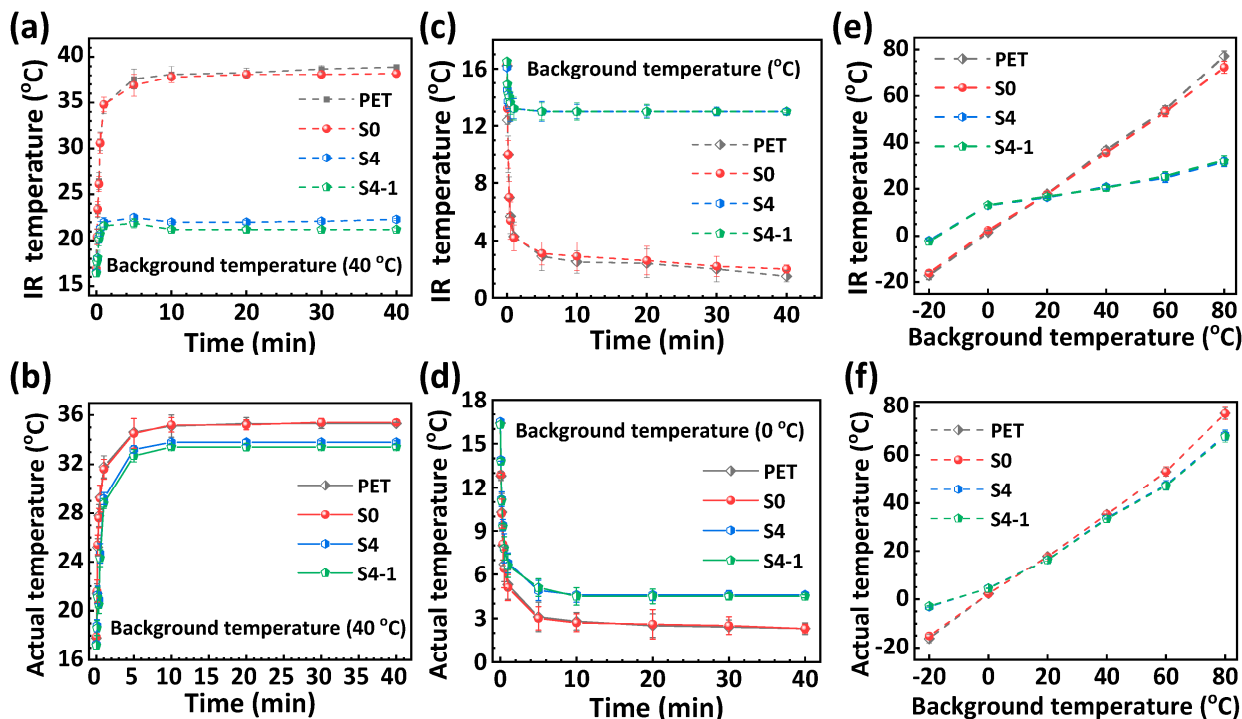 (a)
IR temperature (°C)
40
35
30
25
20
15
PET
S0
S4
S4-1
Background temperature (40 °C)
0 10 20 30 40
Time (min)
(c)
IR temperature (°C)
16
12
8
4
0
Background temperature (°C)
PET
S0
S4
S4-1
0 10 20 30 40
Time (min)
(e)
IR temperature (°C)
80
60
40
20
0
-20
PET
S0
S4
S4-1
-20 0 20 40 60 80
Background temperature (°C)
(b)
Actual temperature (°C)
36
32
28
24
20
16
PET
S0
S4
S4-1
Background temperature (40 °C)
0 5 10 15 20 25 30 35 40
Time (min)
(d)
Actual temperature (°C)
18
15
12
9
6
3
0
Background temperature (0 °C)
PET
S0
S4
S4-1
0 10 20 30 40
Time (min)
(f)
Actual temperature (°C)
80
60
40
20
0
-20
PET
S0
S4
S4-1
-20 0 20 40 60 80
Background temperature (°C)